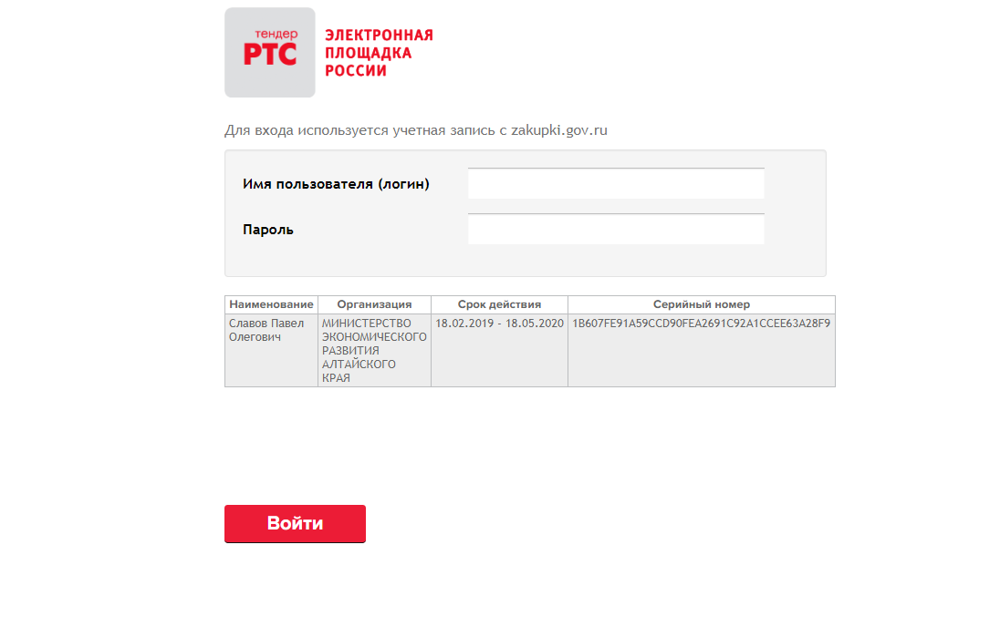 тендер
РТС
ЭЛЕКТРОННАЯ
ПЛОЩАДКА
РОССИИ
Для входа используется учетная запись с zakupki.gov.ru
Имя пользователя (логин)
Пароль
Наименование Организация Срок действия Серийный номер
Славов Павел МИНИСТЕРСТВО 18.02.2019 - 18.05.2020 1B607FE91A59CCD90FEA2691C92A1CCEE63A28F9
Олегович ЭКОНОМИЧЕСКОГО
РАЗВИТИЯ
АЛТАЙСКОГО
КРАЯ
Войти